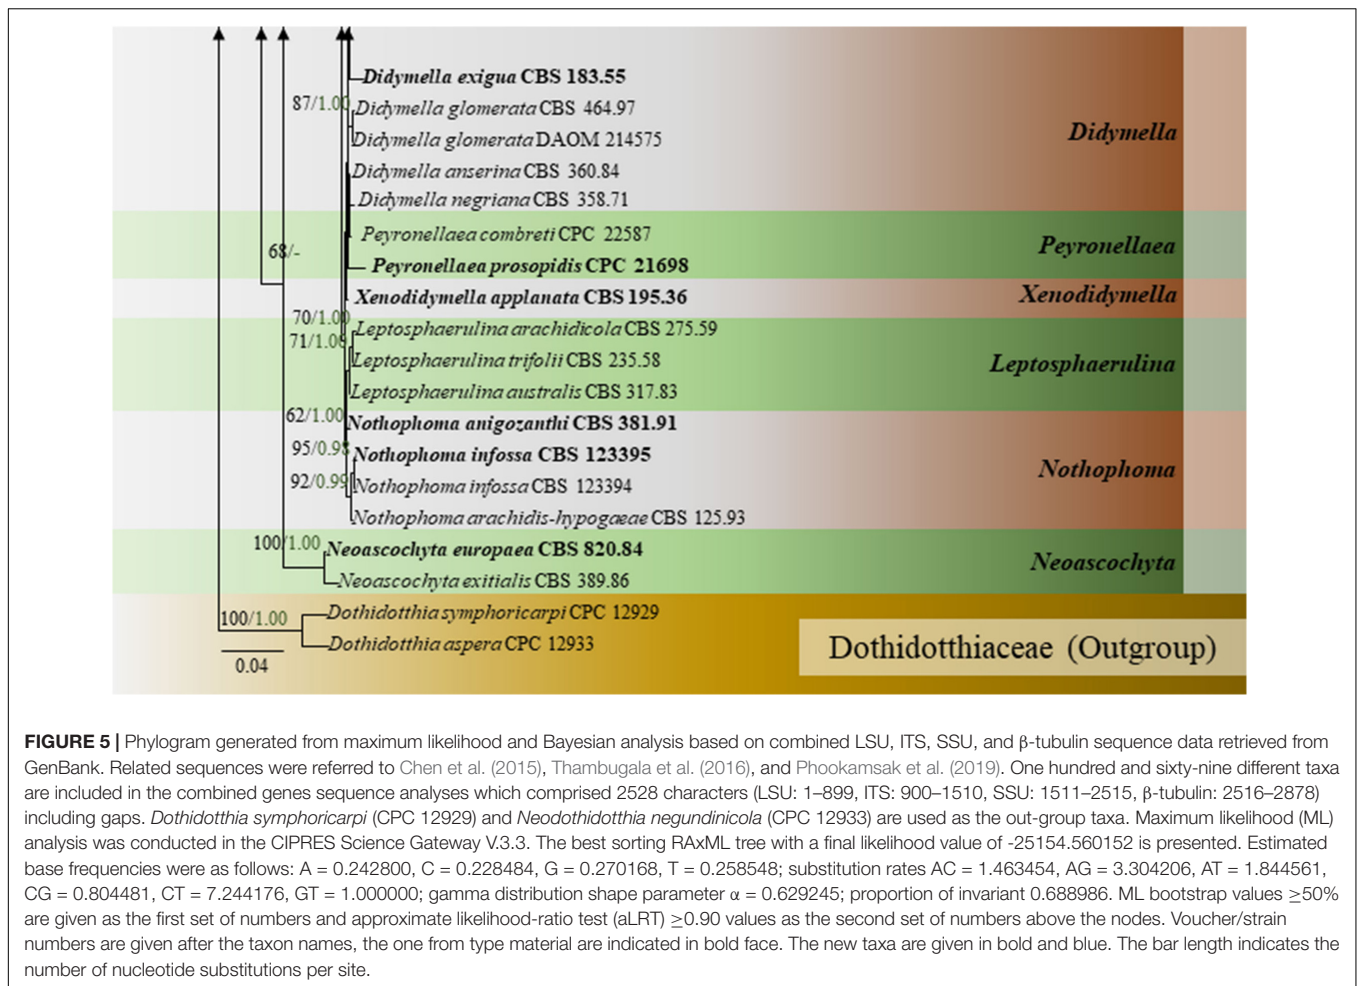 Didymella exigua CBS 183.55
87/1.00
Didymella glomerata CBS 464.97
Didymella glomerata DAOM 214575
Didymella
Didymella anserina CBS 360.84
Didymella negriana CBS 358.71
Peyronellaea combreti CPC 22587
Peyronellaea
68/-
Peyronellaea prosopidis CPC 21698
Xenodidymella applanata CBS 195.36
Xenodidymella
70/1.00
Leptosphaerulina arachidicola CBS 275.59
71/1.00
Leptosphaerulina trifolii CBS 235.58
Leptosphaerulina
Leptosphaerulina australis CBS 317.83
62/1.00
Nothophoma anigozanthi CBS 381.91
95/0.98
Nothophoma infossa CBS 123395
Nothophoma
92/0.99
Nothophoma infossa CBS 123394
Nothophoma arachidis-hypogaeae CBS 125.93
100/1.00
Neoascochyta europaea CBS 820.84
Neoascochyta
Neoascochyta exitialis CBS 389.86
100/1.00
Dothidotthia symphoricarpi CPC 12929
Dothidotthia aspera CPC 12933
Dothidotthiaceae (Outgroup)
0.04
FIGURE 5 | Phylogram generated from maximum likelihood and Bayesian analysis based on combined LSU, ITS, SSU, and β-tubulin sequence data retrieved from
GenBank. Related sequences were referred to Chen et al. (2015), Thambugala et al. (2016), and Phookamsak et al. (2019). One hundred and sixty-nine different taxa
are included in the combined genes sequence analyses which comprised 2528 characters (LSU: 1–899, ITS: 900–1510, SSU: 1511–2515, β-tubulin: 2516–2878)
including gaps. Dothidotthia symphoricarpi (CPC 12929) and Neodothidotthia negundinicola (CPC 12933) are used as the out-group taxa. Maximum likelihood (ML)
analysis was conducted in the CIPRES Science Gateway V.3.3. The best sorting RAxML tree with a final likelihood value of -25154.560152 is presented. Estimated
base frequencies were as follows: A = 0.242800, C = 0.228484, G = 0.270168, T = 0.258548; substitution rates AC = 1.463454, AG = 3.304206, AT = 1.844561,
CG = 0.804481, CT = 7.244176, GT = 1.000000; gamma distribution shape parameter α = 0.629245; proportion of invariant 0.688986. ML bootstrap values ≥50%
are given as the first set of numbers and approximate likelihood-ratio test (aLRT) ≥0.90 values as the second set of numbers above the nodes. Voucher/strain
numbers are given after the taxon names, the one from type material are indicated in bold face. The new taxa are given in bold and blue. The bar length indicates the
number of nucleotide substitutions per site.